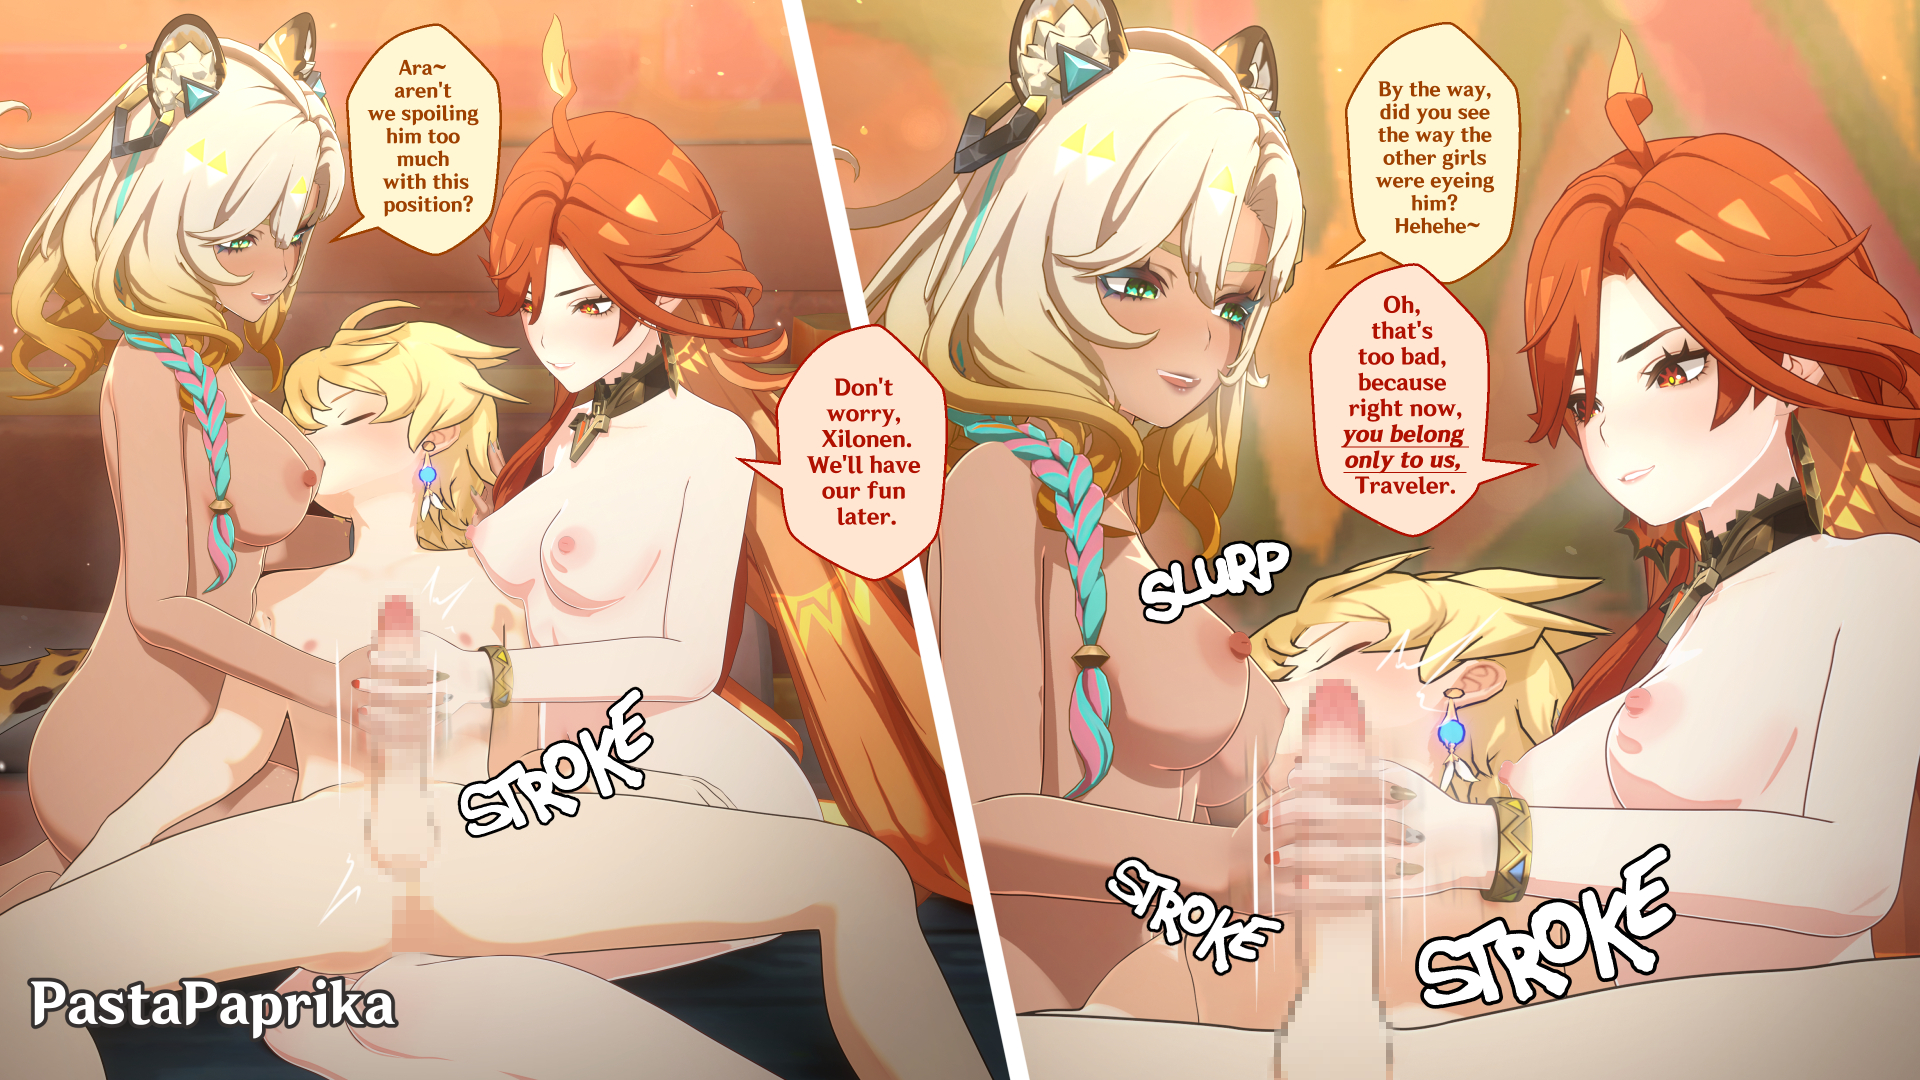 Ara~
aren't
we spoiling
him too
much
with this
position?
Don't
worry,
Xilonen.
We'll have
our fun
later.
STROKE
PastaPaprika
By the way,
did you see
the way the
other girls
were eyeing
him?
Hehehe~
Oh,
that's
too bad,
because
right now,
you belong
only to us,
Traveler.
SLURP
STROKE
STROKE